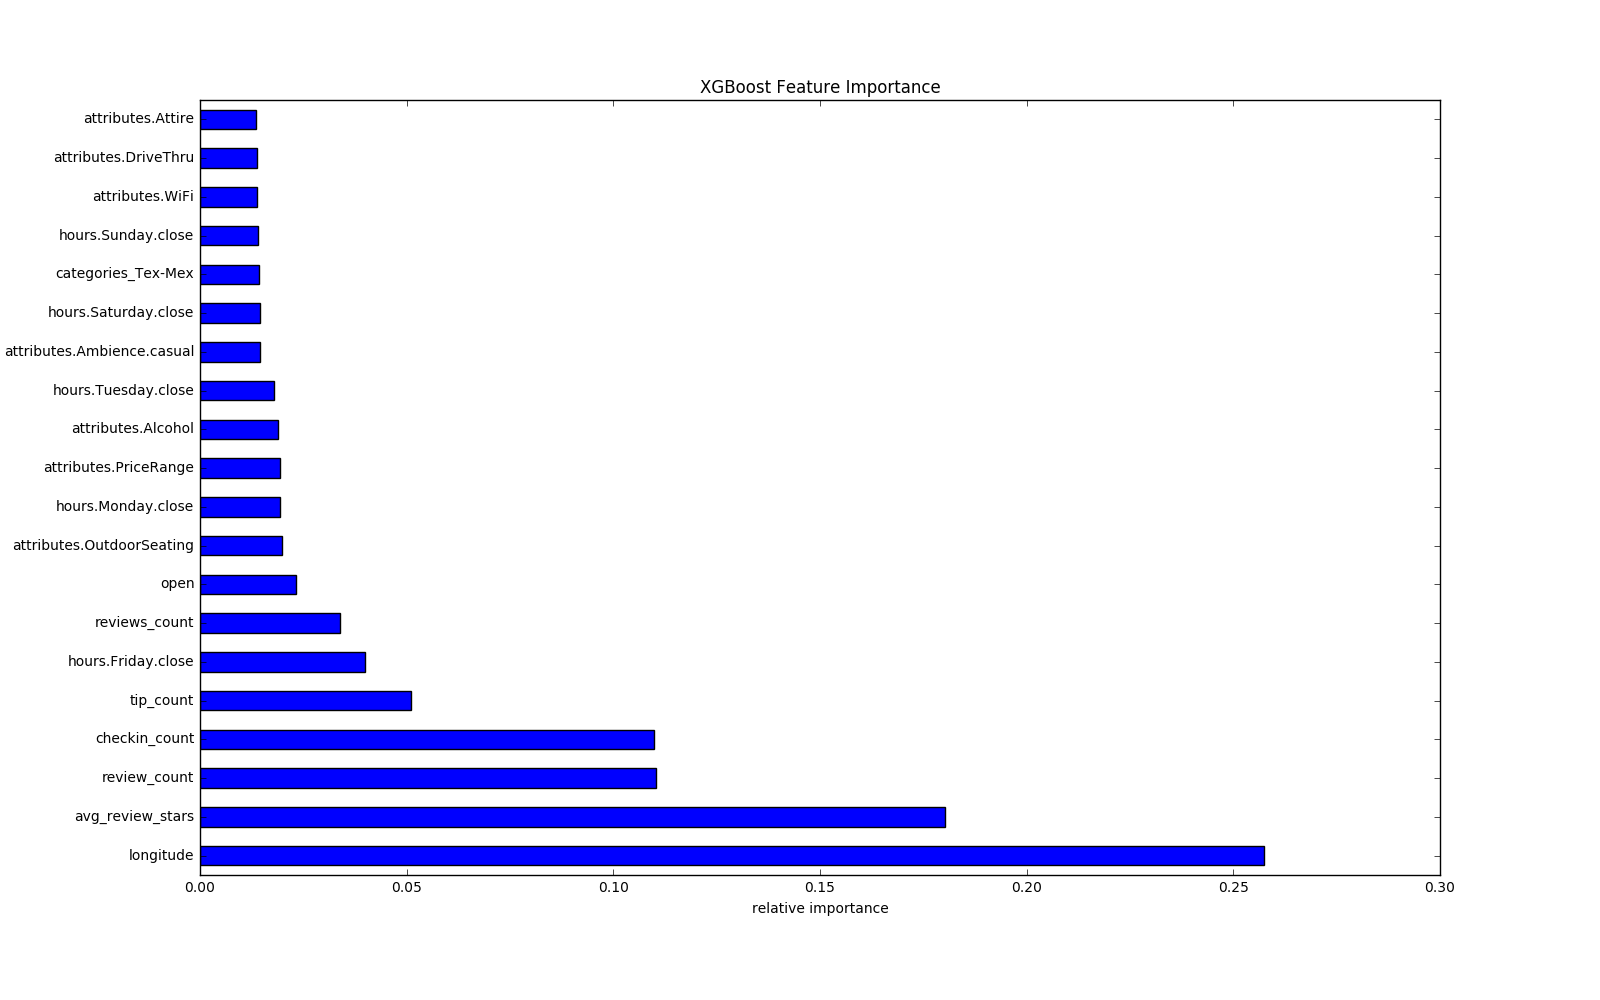 XGBoost Feature Importance
attributes.Attire
attributes.DriveThru
attributes.WiFi
hours.Sunday.close
categories_Tex-Mex
hours.Saturday.close
attributes.Ambience.casual
hours.Tuesday.close
attributes.Alcohol
attributes.PriceRange
hours.Monday.close
attributes.OutdoorSeating
open
reviews_count
hours.Friday.close
tip_count
checkin_count
review_count
avg_review_stars
longitude
0.00 0.05 0.10 0.15 0.20 0.25 0.30
relative importance